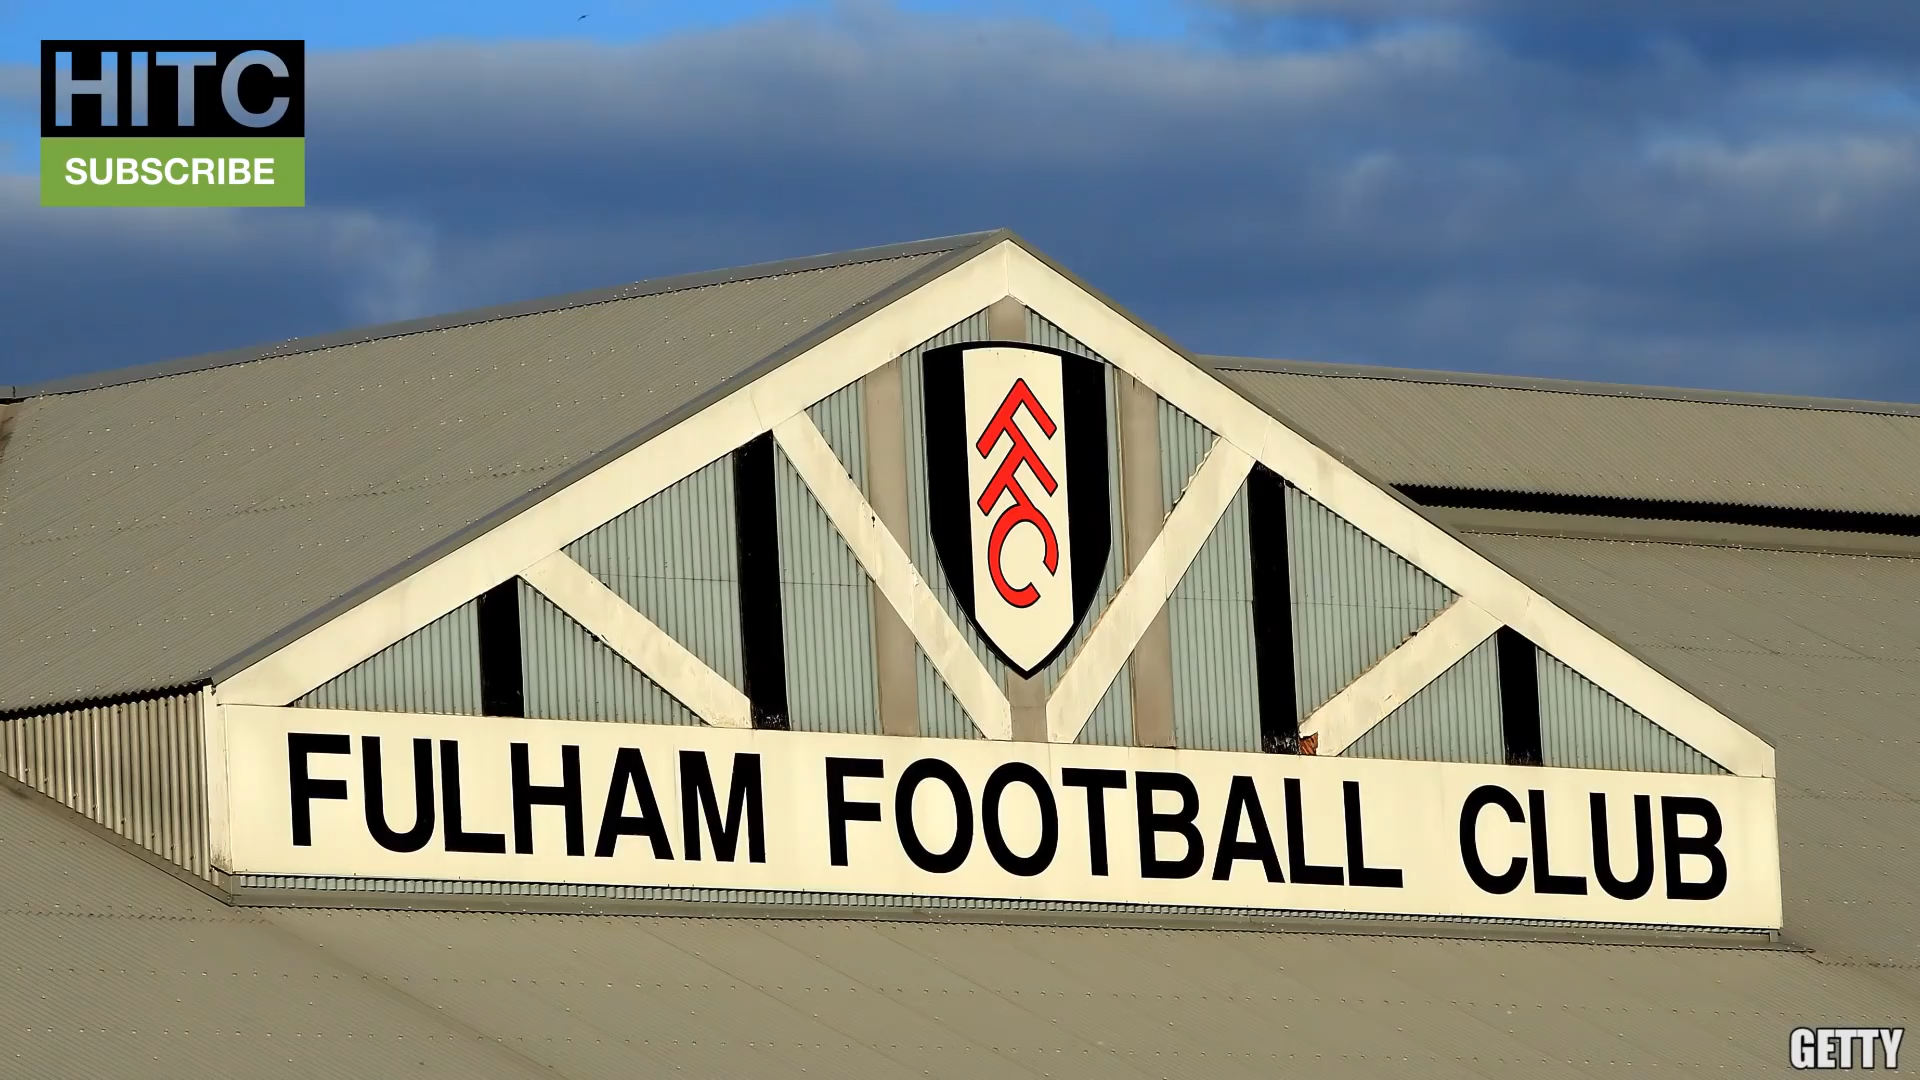 HITC
SUBSCRIBE
FFC
FULHAM FOOTBALL CLUB
GETTY